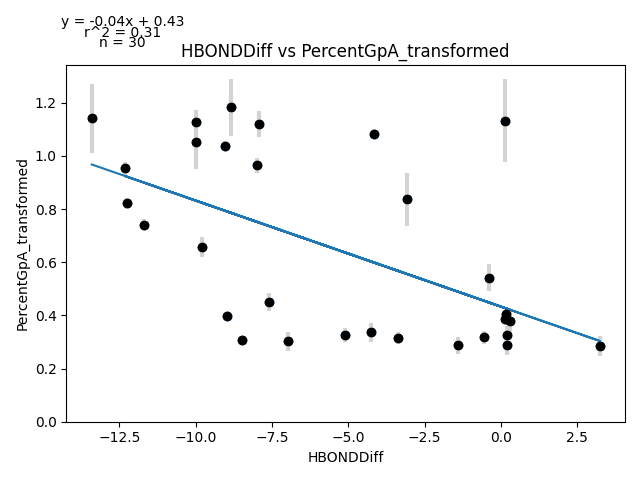 y = -0.04x + 0.43
r^2 = 0.31
n = 30
HBONDDiff vs PercentGpA_transformed
PercentGpA_transformed
1.2
1.0
0.8
0.6
0.4
0.2
0.0
−12.5 −10.0 −7.5 −5.0 −2.5 0.0 2.5
HBONDDiff